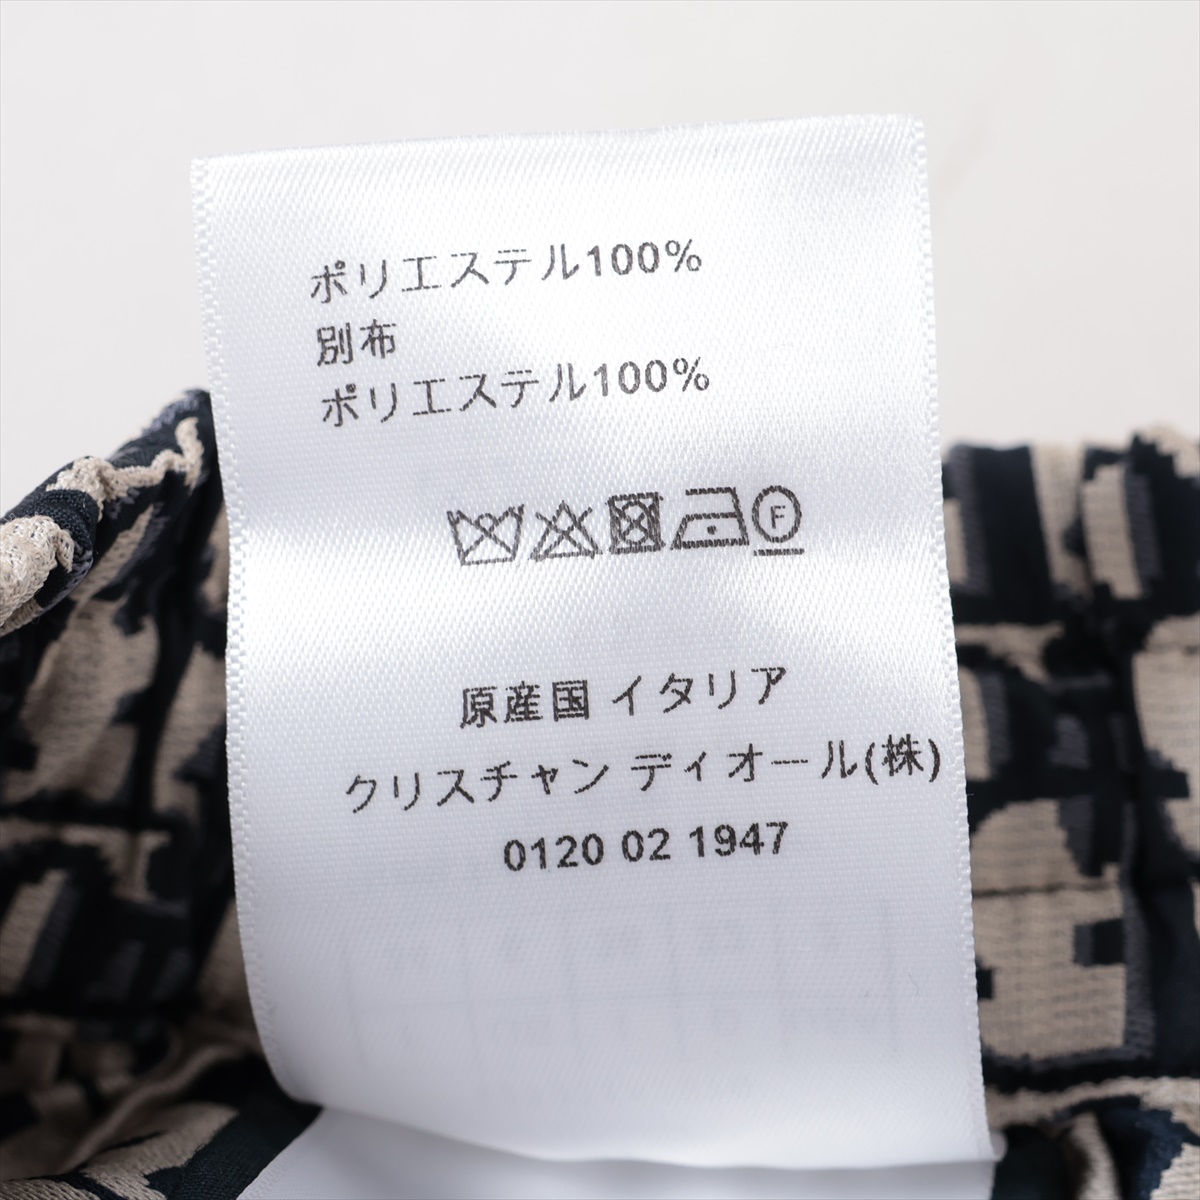 ポリエステル100%
別布
ポリエステル100%
F
原産国 イタリア
クリスチャン ディオール(株)
0120 02 1947